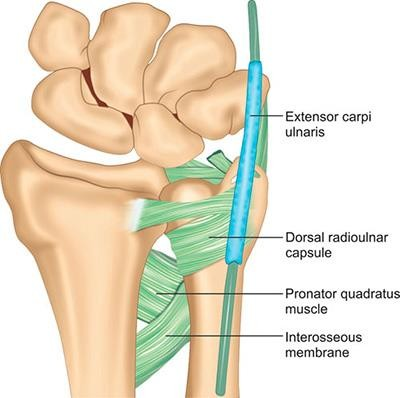 Extensor carpi
ulnaris
Dorsal radioulnar
capsule
Pronator quadratus
muscle
Interosseous
membrane